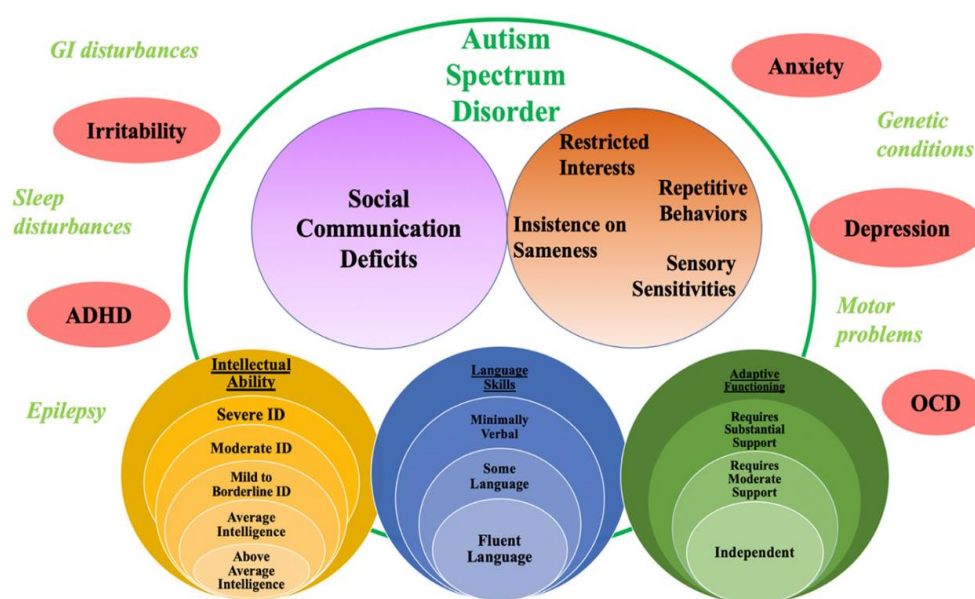 Autism
Spectrum
Disorder
GI disturbances
Irritability
Sleep
disturbances
ADHD
Epilepsy
Anxiety
Genetic
conditions
Depression
Motor
problems
OCD
Social
Communication
Deficits
Restricted
Interests
Repetitive
Behaviors
Insistence on
Sameness
Sensory
Sensitivities
Intellectual
Ability
Severe ID
Moderate ID
Mild to
Borderline ID
Average
Intelligence
Above
Average
Intelligence
Language
Skills
Minimally
Verbal
Some
Language
Fluent
Language
Adaptive
Functioning
Requires
Substantial
Support
Requires
Moderate
Support
Independent